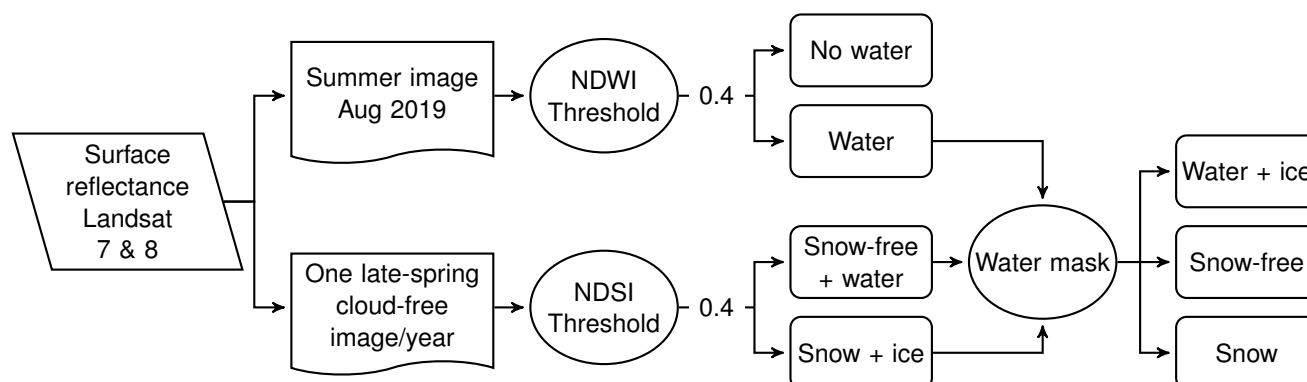 Surface
reflectance
Landsat
7 & 8
Summer image
Aug 2019
NDWI
Threshold
0.4
No water
Water
One late-spring
cloud-free
image/year
NDSI
Threshold
0.4
Snow-free
+ water
Snow + ice
Water mask
Water + ice
Snow-free
Snow